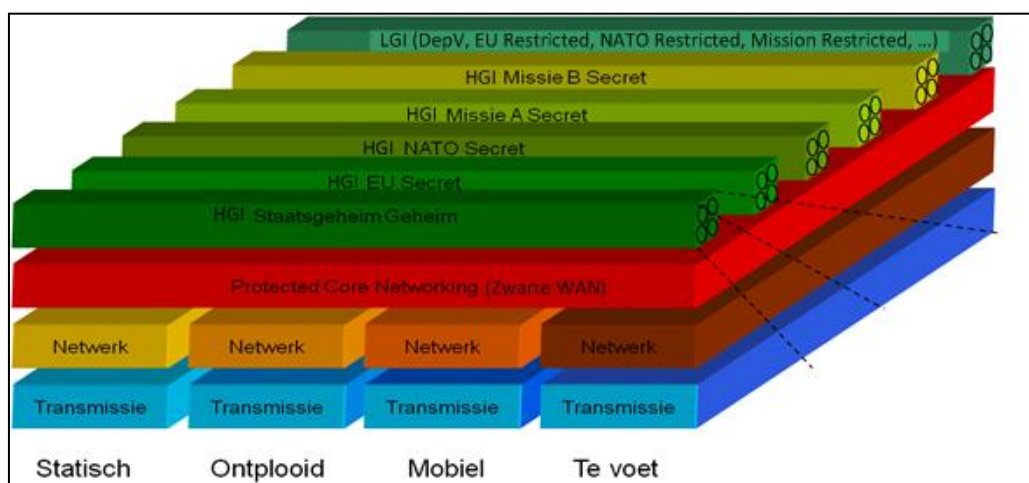 LGI (DepV, EU Restricted, NATO Restricted, Mission Restricted, ...)
HGI Missie B Secret
HGI Missie A Secret
HGI NATO Secret
HGI EU Secret
HGI Staatsgeheim Geheim
Protected Core Networking (Zwarte WAN)
Netwerk Netwerk Netwerk Netwerk
Transmissie Transmissie Transmissie Transmissie
Statisch Ontplooid Mobiel Te voet